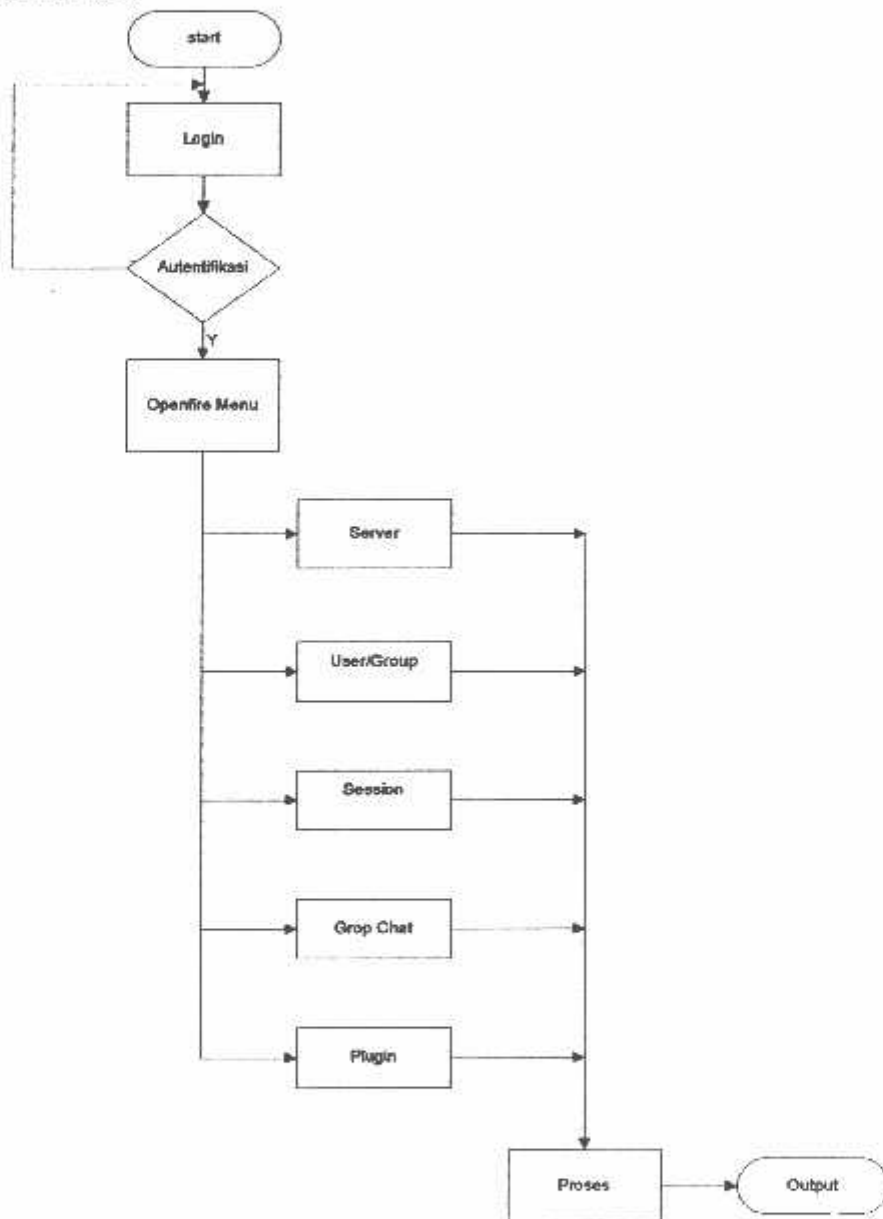 start
Login
Autentifikasi
Y
Openfire Menu
Server
User/Group
Session
Grop Chat
Plugin
Proses
Output